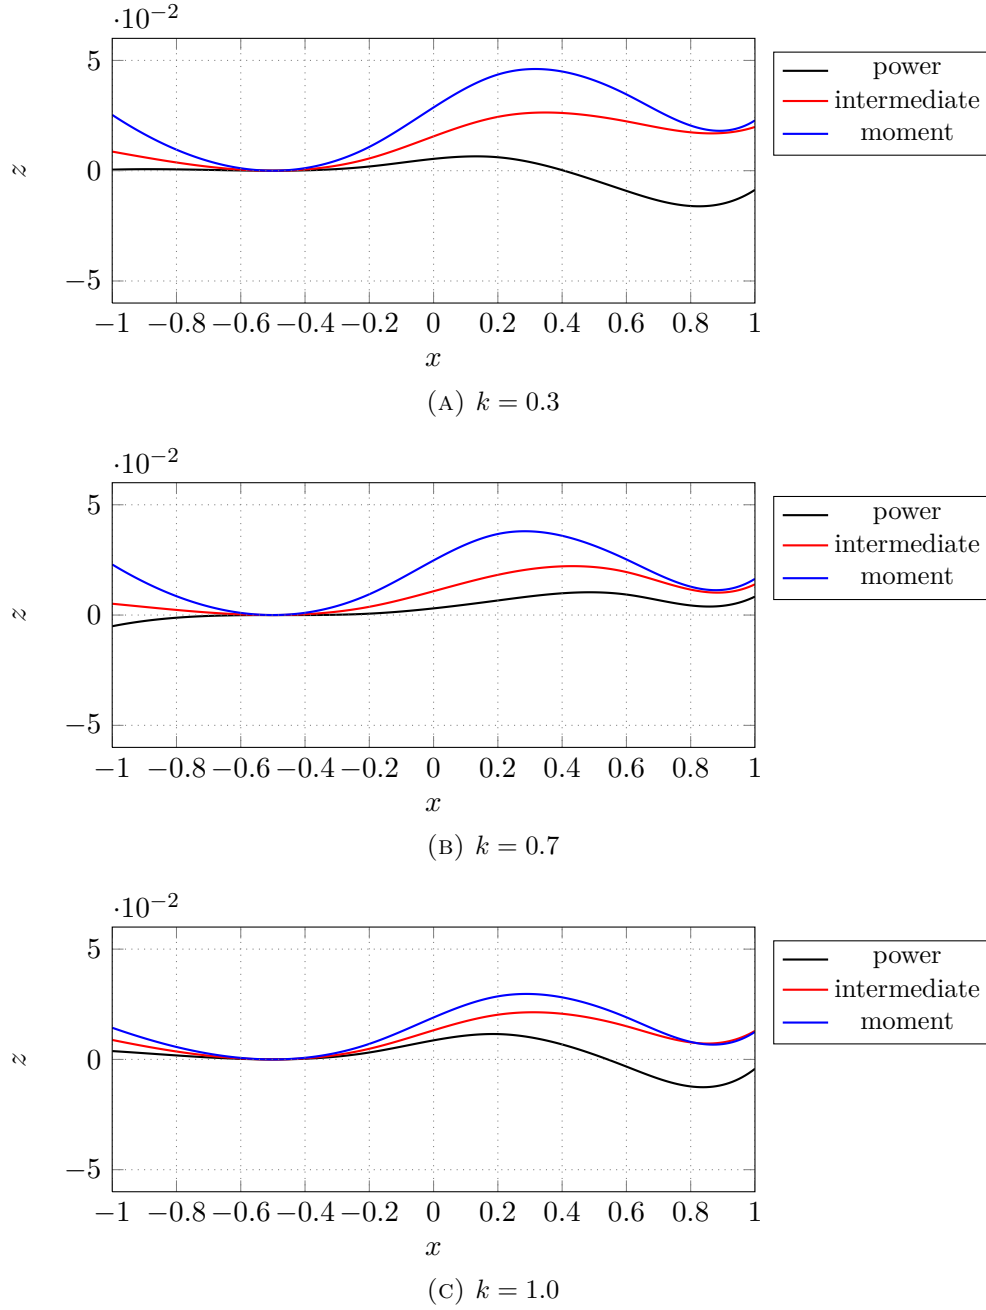 ·10⁻²
5
0
−5
z
−1 −0.8 −0.6 −0.4 −0.2 0 0.2 0.4 0.6 0.8 1
x
power
intermediate
moment
(A) k = 0.3
·10⁻²
5
0
−5
z
−1 −0.8 −0.6 −0.4 −0.2 0 0.2 0.4 0.6 0.8 1
x
power
intermediate
moment
(B) k = 0.7
·10⁻²
5
0
−5
z
−1 −0.8 −0.6 −0.4 −0.2 0 0.2 0.4 0.6 0.8 1
x
power
intermediate
moment
(C) k = 1.0